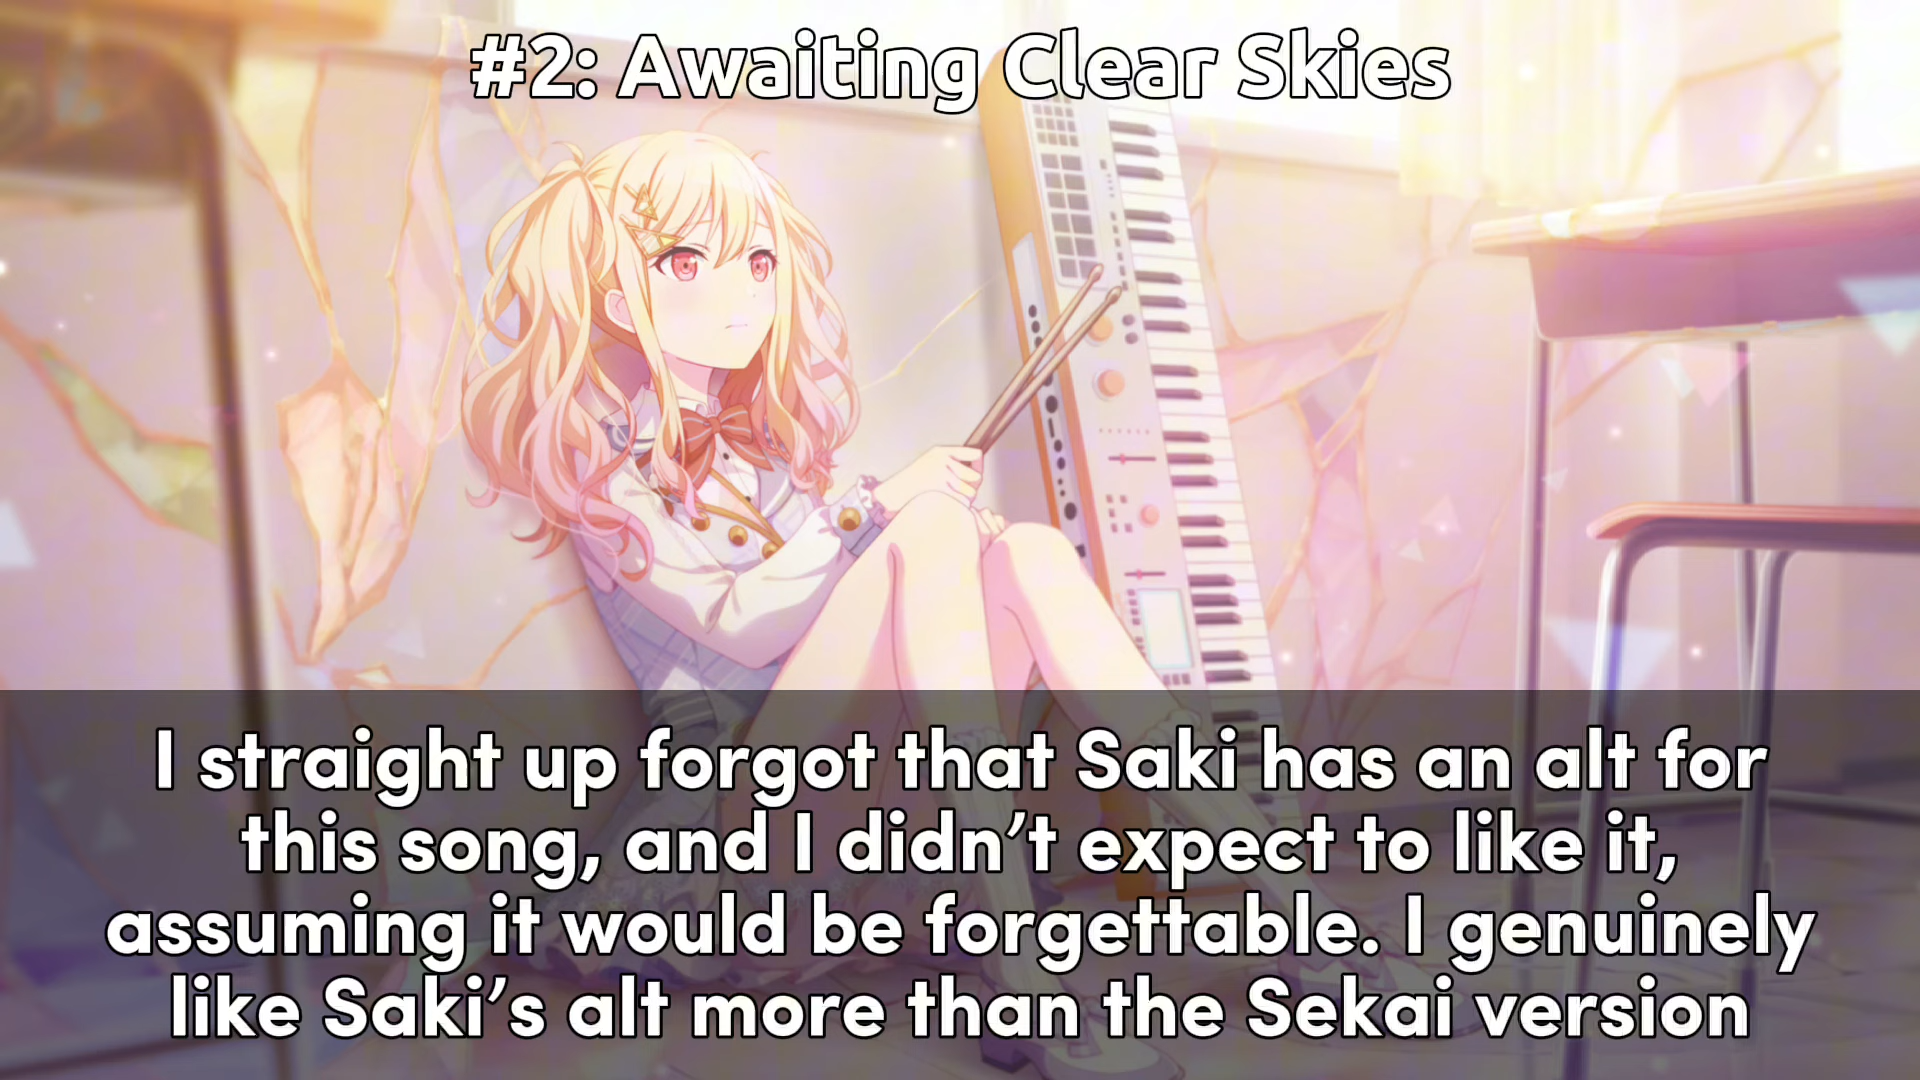 #2: Awaiting Clear Skies
I straight up forgot that Saki has an alt for
this song, and I didn’t expect to like it,
assuming it would be forgettable. I genuinely
like Saki’s alt more than the Sekai version